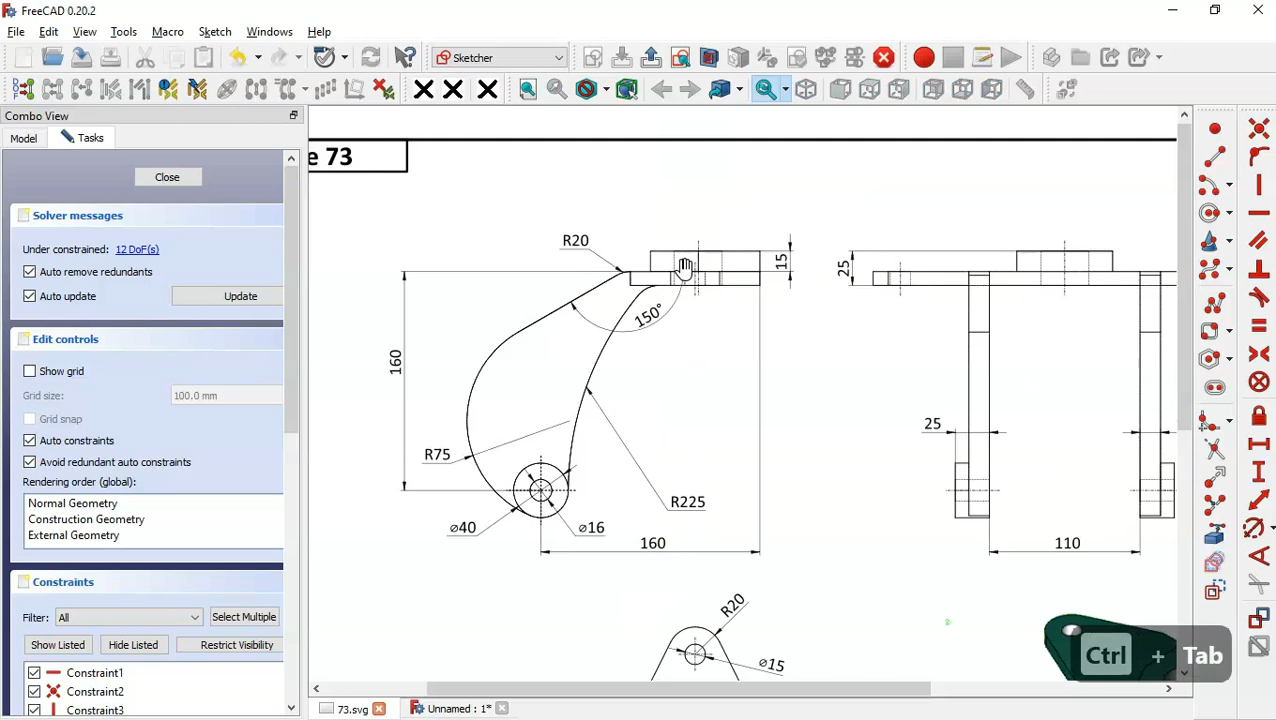 FreeCAD 0.20.2
File Edit View Tools Macro Sketch Windows Help
Sketcher
Combo View
Model Tasks
Close
Solver messages
Under constrained: 12 DoF(s)
Auto remove redundants
Auto update Update
Edit controls
Show grid
Grid size: 100.0 mm
Grid snap
Auto constraints
Avoid redundant auto constraints
Rendering order (global):
Normal Geometry
Construction Geometry
External Geometry
Constraints
Filter: All Select Multiple
Show Listed Hide Listed Restrict Visibility
Constraint1
Constraint2
Constraint3
e 73
R20
15
25
150°
160
R75
R225
⌀40
⌀16
160
25
110
R20
⌀15
Ctrl + Tab
73.svg Unnamed : 1*